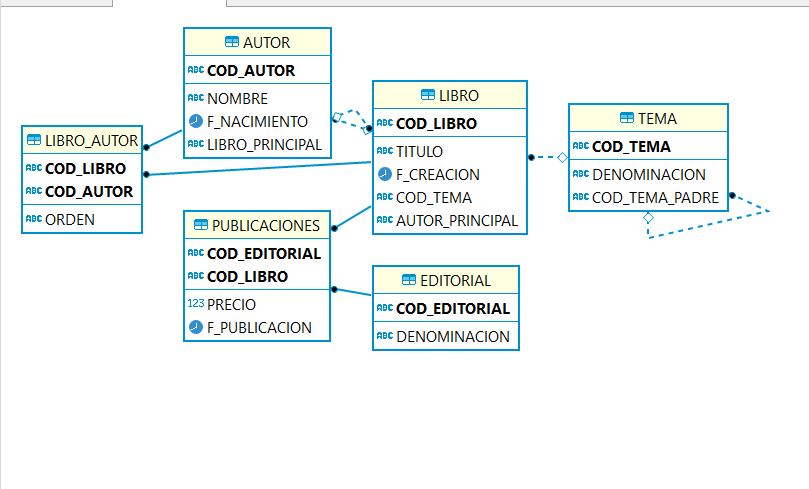 AUTOR
ABC COD_AUTOR
ABC NOMBRE
F_NACIMIENTO
ABC LIBRO_PRINCIPAL
LIBRO
ABC COD_LIBRO
ABC TITULO
F_CREACION
ABC COD_TEMA
ABC AUTOR_PRINCIPAL
TEMA
ABC COD_TEMA
ABC DENOMINACION
ABC COD_TEMA_PADRE
LIBRO_AUTOR
ABC COD_LIBRO
ABC COD_AUTOR
ABC ORDEN
PUBLICACIONES
ABC COD_EDITORIAL
ABC COD_LIBRO
123 PRECIO
F_PUBLICACION
EDITORIAL
ABC COD_EDITORIAL
ABC DENOMINACION